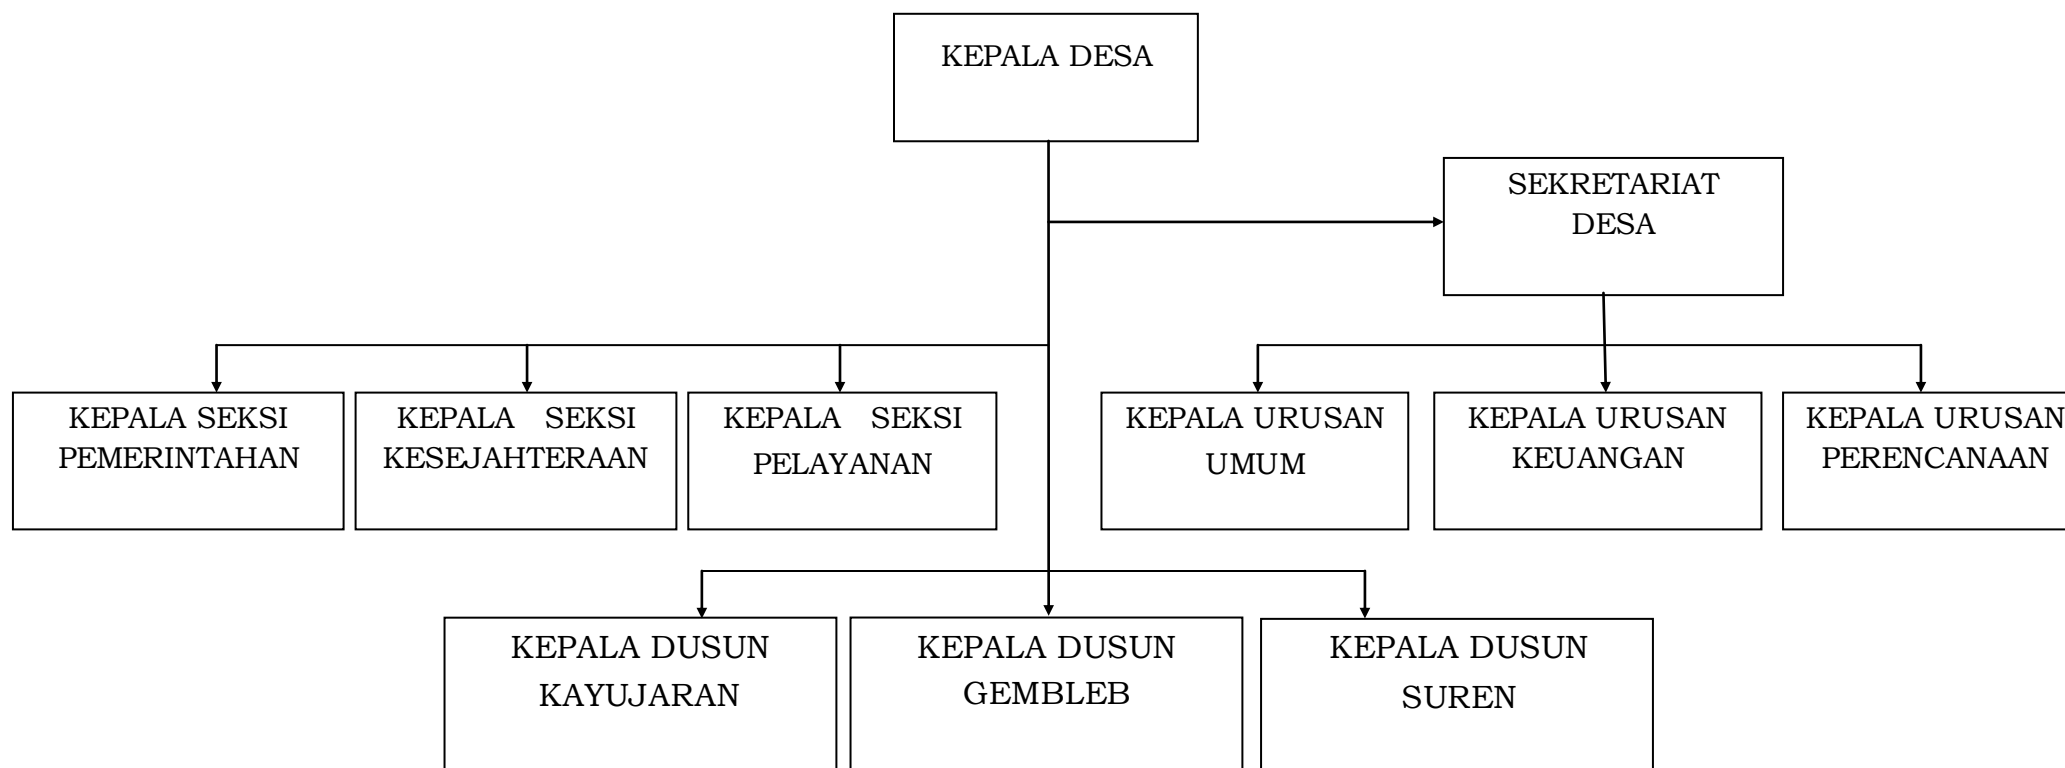 KEPALA DESA
SEKRETARIAT
DESA
KEPALA SEKSI
PEMERINTAHAN
KEPALA SEKSI
KESEJAHTERAAN
KEPALA SEKSI
PELAYANAN
KEPALA URUSAN
UMUM
KEPALA URUSAN
KEUANGAN
KEPALA URUSAN
PERENCANAAN
KEPALA DUSUN
KAYUJARAN
KEPALA DUSUN
GEMBLEB
KEPALA DUSUN
SUREN